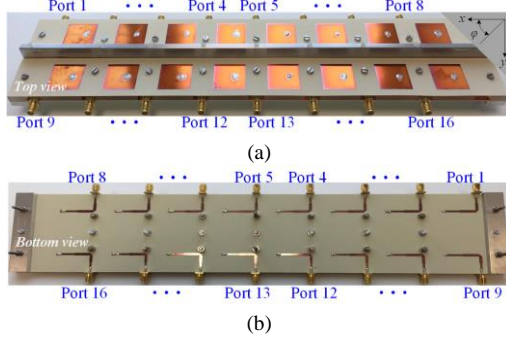 Port 1 • • • Port 4 Port 5 • • • Port 8
x
φ
y
Top view
Port 9 • • • Port 12 Port 13 • • • Port 16
(a)
Port 8 • • • Port 5 Port 4 • • • Port 1
Bottom view
Port 16 • • • Port 13 Port 12 • • • Port 9
(b)